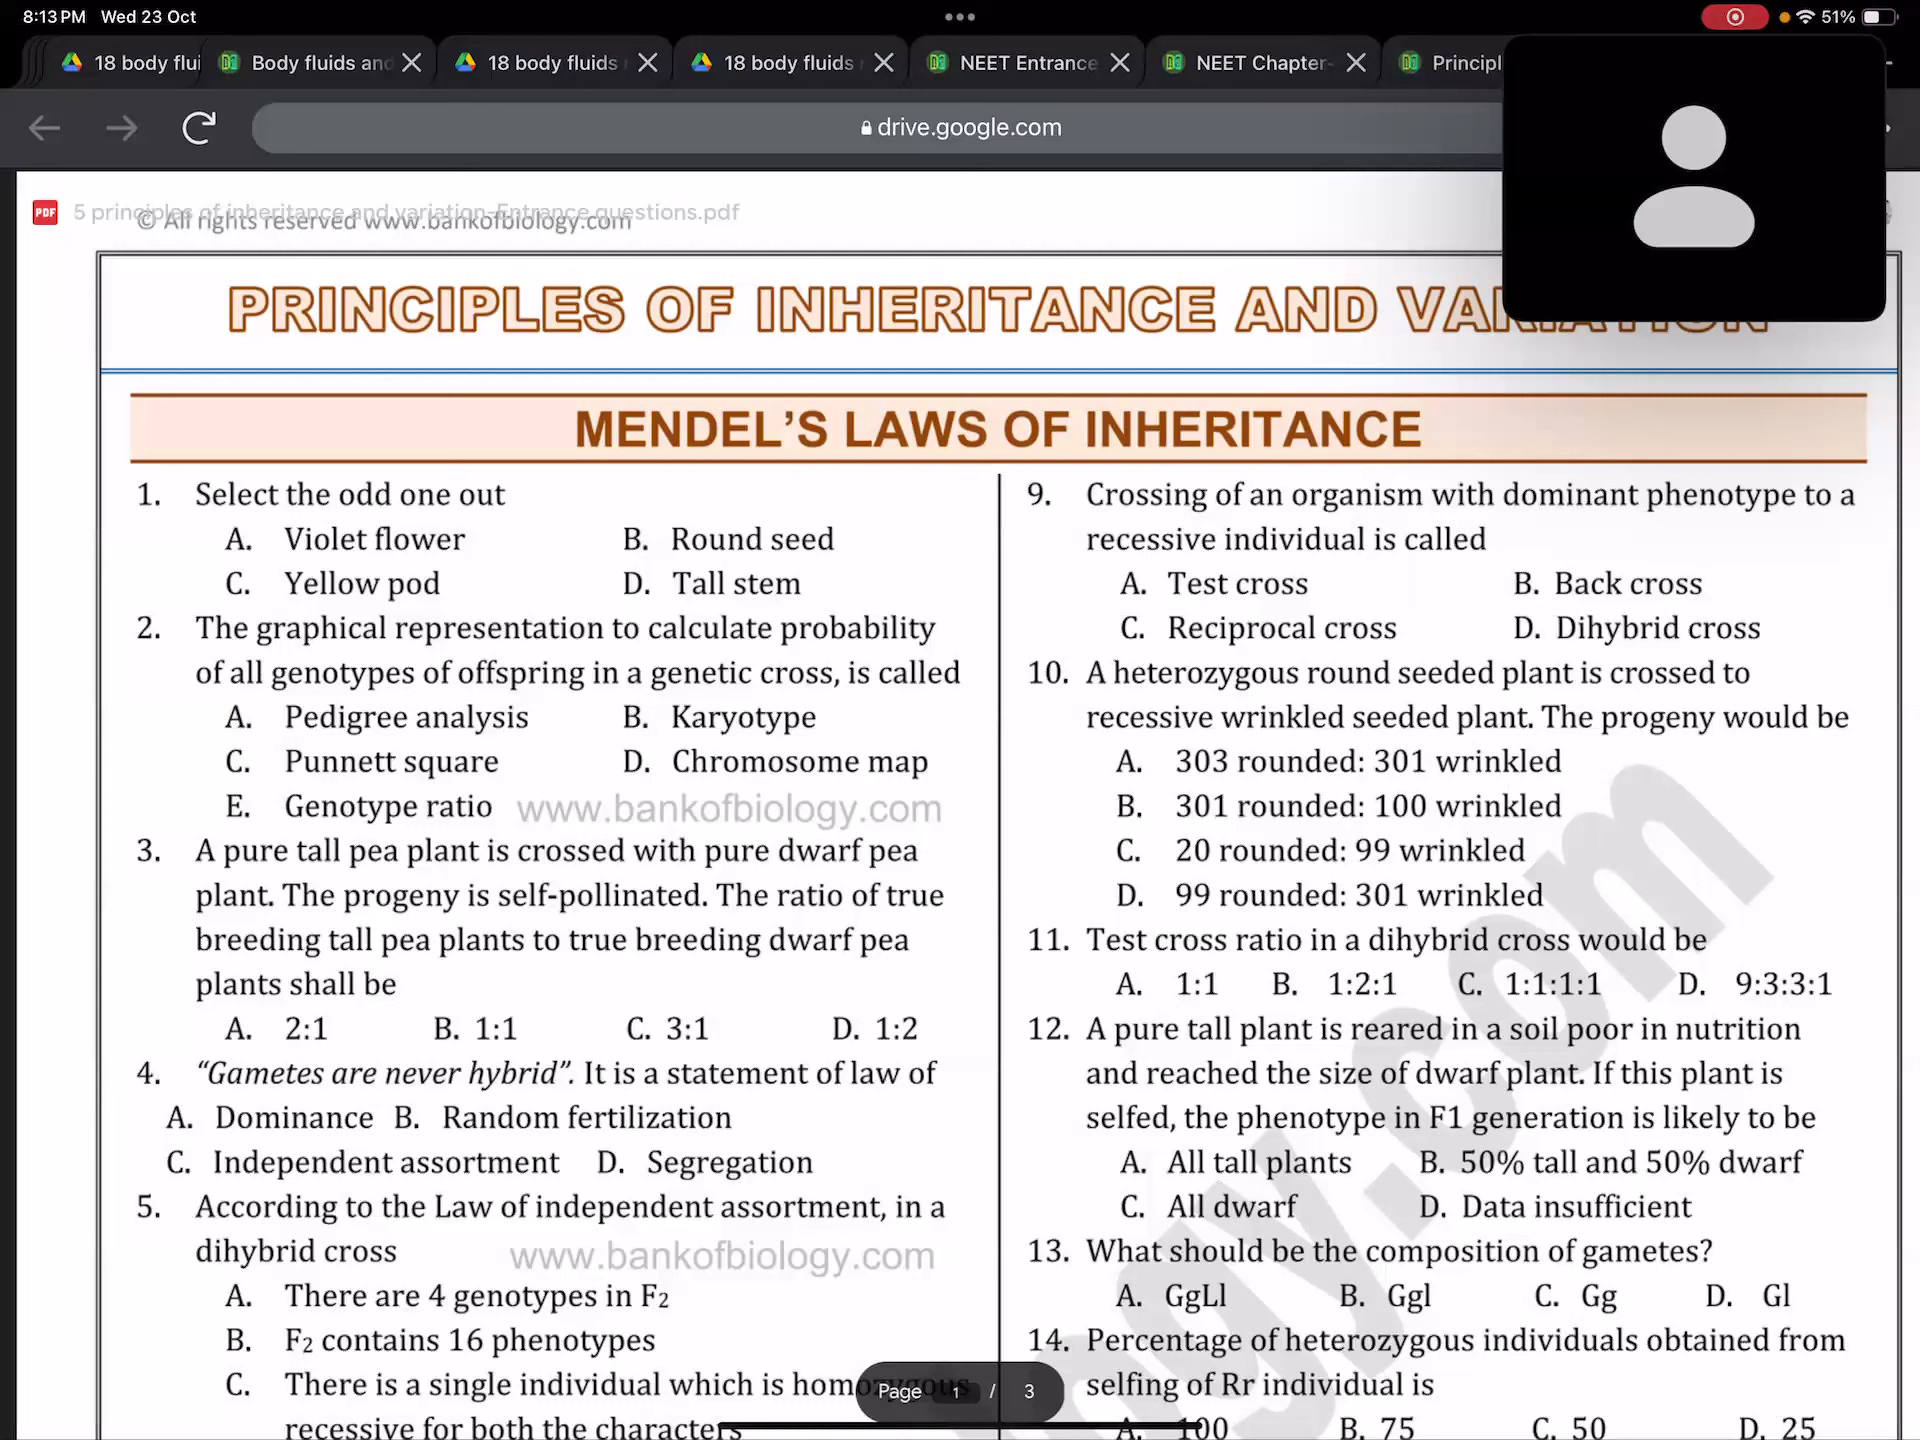 8:13 PM Wed 23 Oct
51%
18 body flui
Body fluids and
18 body fluids
18 body fluids
NEET Entrance
NEET Chapter-
Principl
drive.google.com
PDF 5 principles of inheritance and variation-Entrance questions.pdf
© All rights reserved www.bankofbiology.com
PRINCIPLES OF INHERITANCE AND VARIATION
MENDEL'S LAWS OF INHERITANCE
1. Select the odd one out
A. Violet flower B. Round seed
C. Yellow pod D. Tall stem
2. The graphical representation to calculate probability
of all genotypes of offspring in a genetic cross, is called
A. Pedigree analysis B. Karyotype
C. Punnett square D. Chromosome map
E. Genotype ratio www.bankofbiology.com
3. A pure tall pea plant is crossed with pure dwarf pea
plant. The progeny is self-pollinated. The ratio of true
breeding tall pea plants to true breeding dwarf pea
plants shall be
A. 2:1 B. 1:1 C. 3:1 D. 1:2
4. “Gametes are never hybrid”. It is a statement of law of
A. Dominance B. Random fertilization
C. Independent assortment D. Segregation
5. According to the Law of independent assortment, in a
dihybrid cross www.bankofbiology.com
A. There are 4 genotypes in F2
B. F2 contains 16 phenotypes
C. There is a single individual which is homozygous
recessive for both the characters
9. Crossing of an organism with dominant phenotype to a
recessive individual is called
A. Test cross B. Back cross
C. Reciprocal cross D. Dihybrid cross
10. A heterozygous round seeded plant is crossed to
recessive wrinkled seeded plant. The progeny would be
A. 303 rounded: 301 wrinkled
B. 301 rounded: 100 wrinkled
C. 20 rounded: 99 wrinkled
D. 99 rounded: 301 wrinkled
11. Test cross ratio in a dihybrid cross would be
A. 1:1 B. 1:2:1 C. 1:1:1:1 D. 9:3:3:1
12. A pure tall plant is reared in a soil poor in nutrition
and reached the size of dwarf plant. If this plant is
selfed, the phenotype in F1 generation is likely to be
A. All tall plants B. 50% tall and 50% dwarf
C. All dwarf D. Data insufficient
13. What should be the composition of gametes?
A. GgLl B. Ggl C. Gg D. Gl
14. Percentage of heterozygous individuals obtained from
selfing of Rr individual is
A. 100 B. 75 C. 50 D. 25
ogy.com
Page 1 / 3